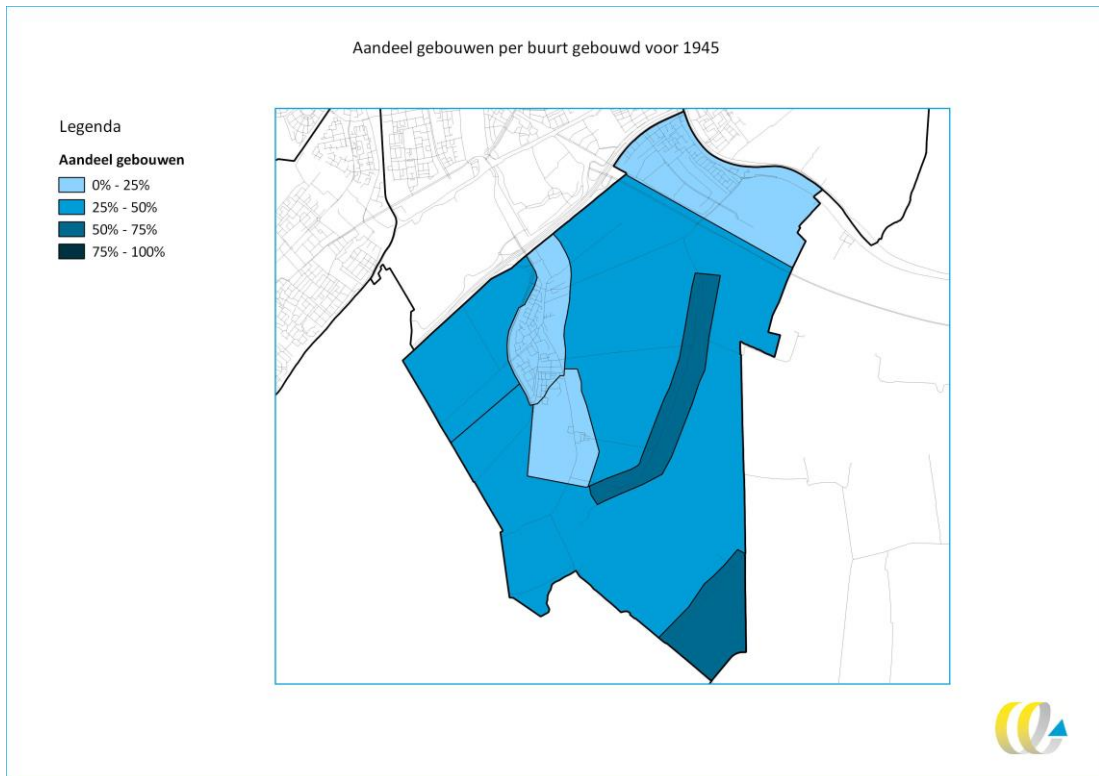 Aandeel gebouwen per buurt gebouwd voor 1945
Legenda
Aandeel gebouwen
0% - 25%
25% - 50%
50% - 75%
75% - 100%